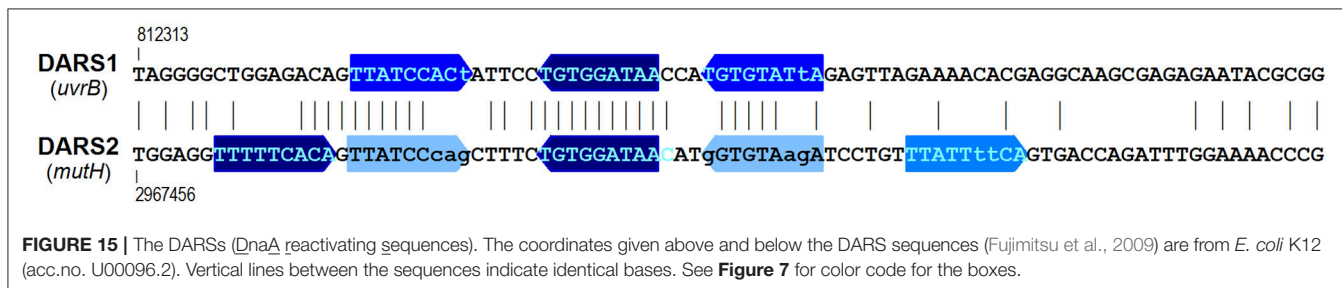 812313
DARS1 TAGGGGCTGGAGACAGTTATCCACtATTCCTGTGGATAACCATGTGTATtAGAGTTAGAAAACACGAGGCAAGCGAGAGAATACGCGG
(uvrB)
DARS2 TGGAGGTTTTTCACAGTTATCCcagCTTTCTGTGGATAACATgGTGTAagATCCTGTTTATTttCAGTGACCAGATTTGGAAAACCCG
(mutH)
2967456
FIGURE 15 | The DARSs (DnaA reactivating sequences). The coordinates given above and below the DARS sequences (Fujimitsu et al., 2009) are from E. coli K12
(acc.no. U00096.2). Vertical lines between the sequences indicate identical bases. See Figure 7 for color code for the boxes.